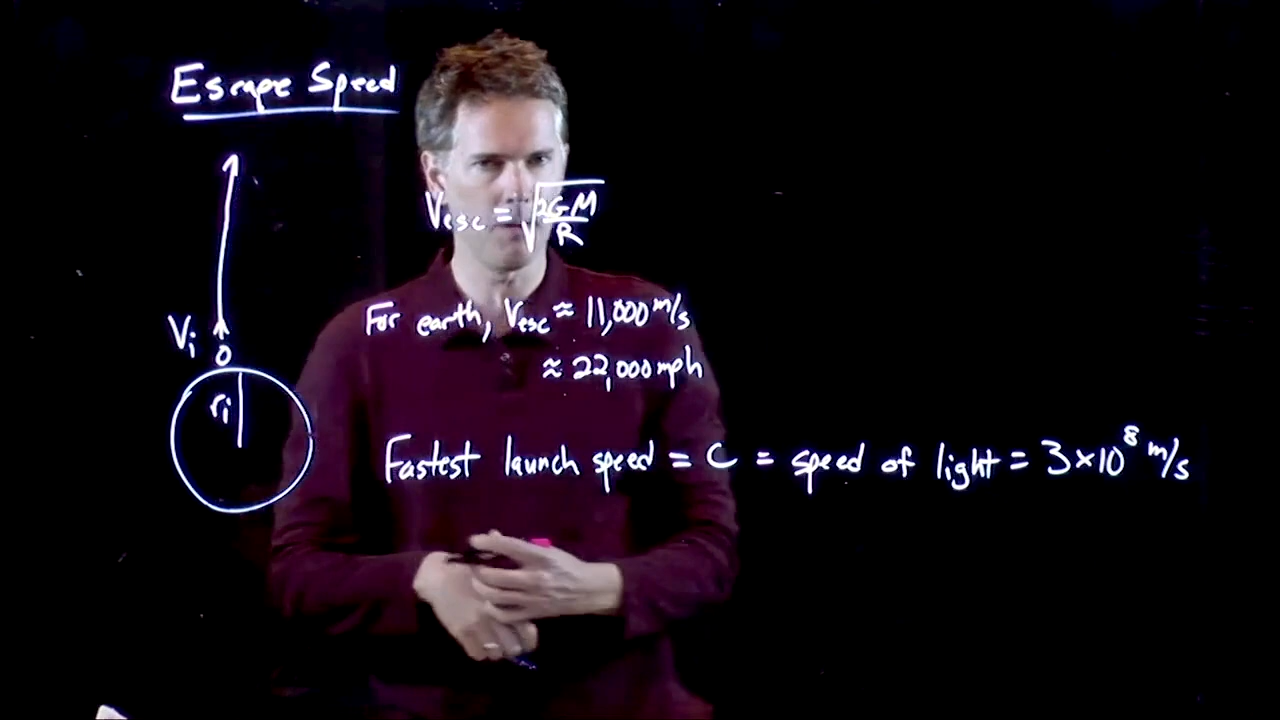 Escape Speed
Vesc = √(2GM/R)
Vi
ri
For earth, Vesc ≈ 11,000 m/s
≈ 22,000 mph
Fastest launch speed = C = speed of light = 3×10⁸ m/s